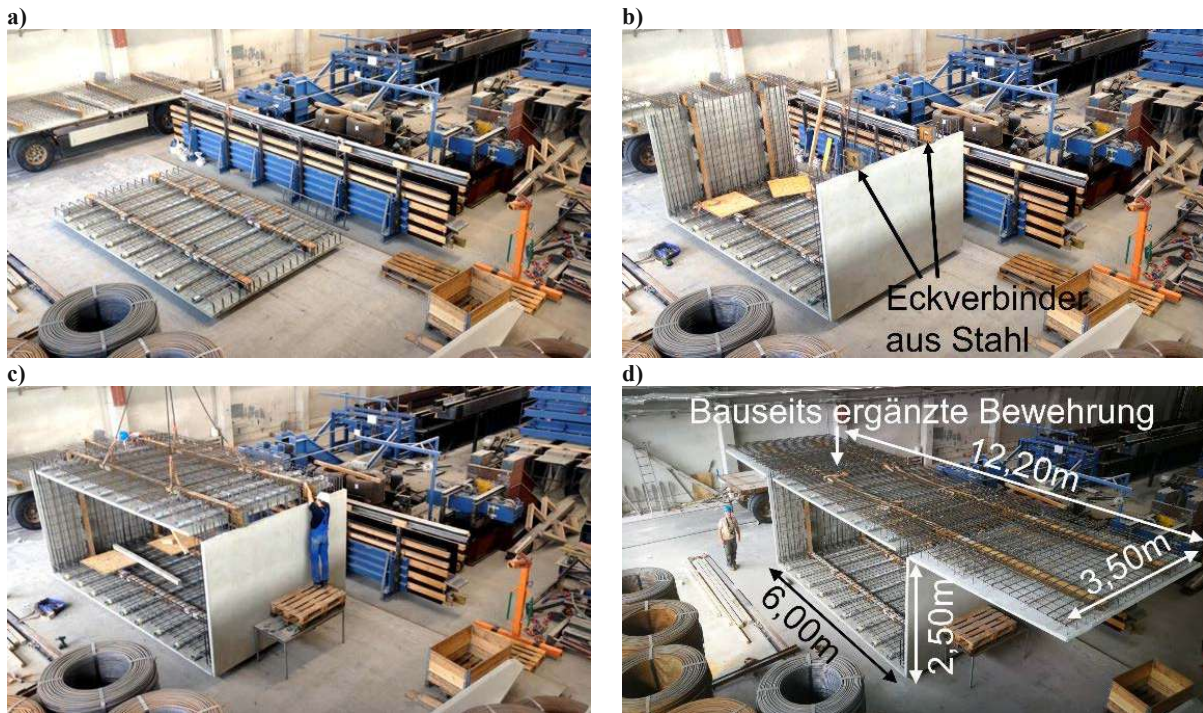 a)
b)
Eckverbinder
aus Stahl
c)
d)
Bauseits ergänzte Bewehrung
12,20m
3,50m
6,00m
2,50m